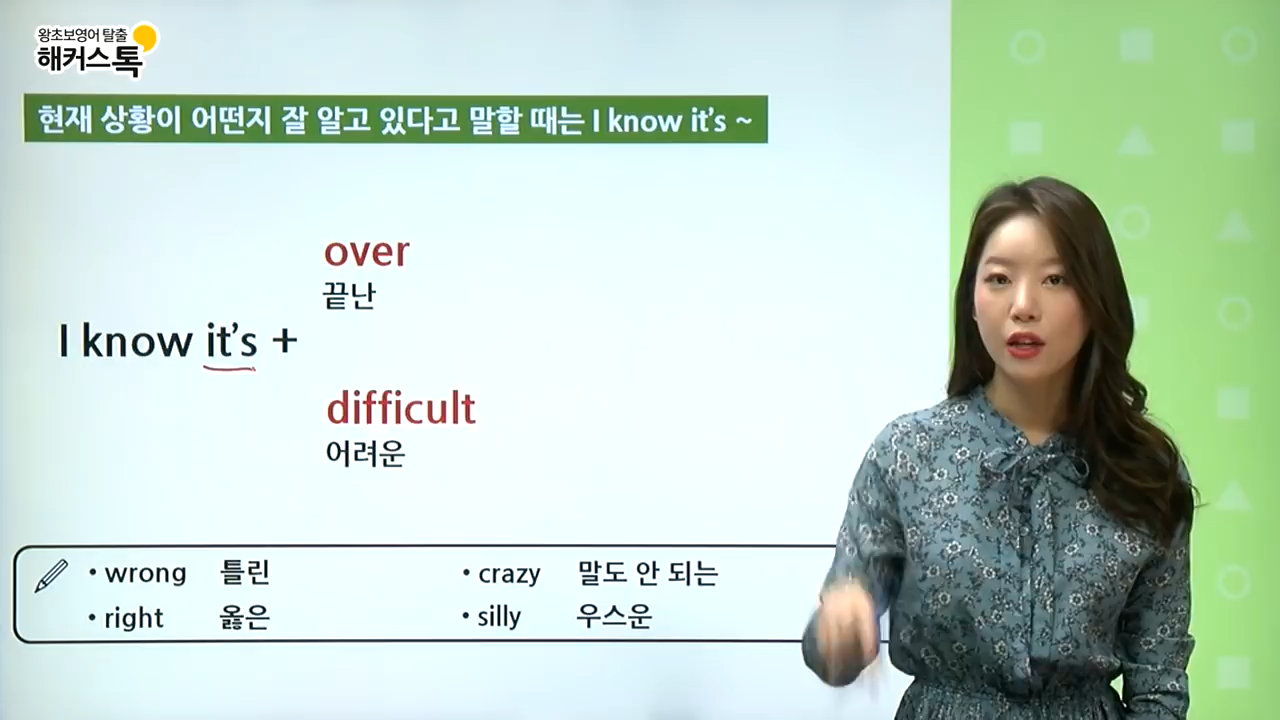 왕초보영어 탈출
해커스톡
현재 상황이 어떤지 잘 알고 있다고 말할 때는 I know it's ~
over
끝난
I know it's +
difficult
어려운
• wrong 틀린 • crazy 말도 안 되는
• right 옳은 • silly 우스운